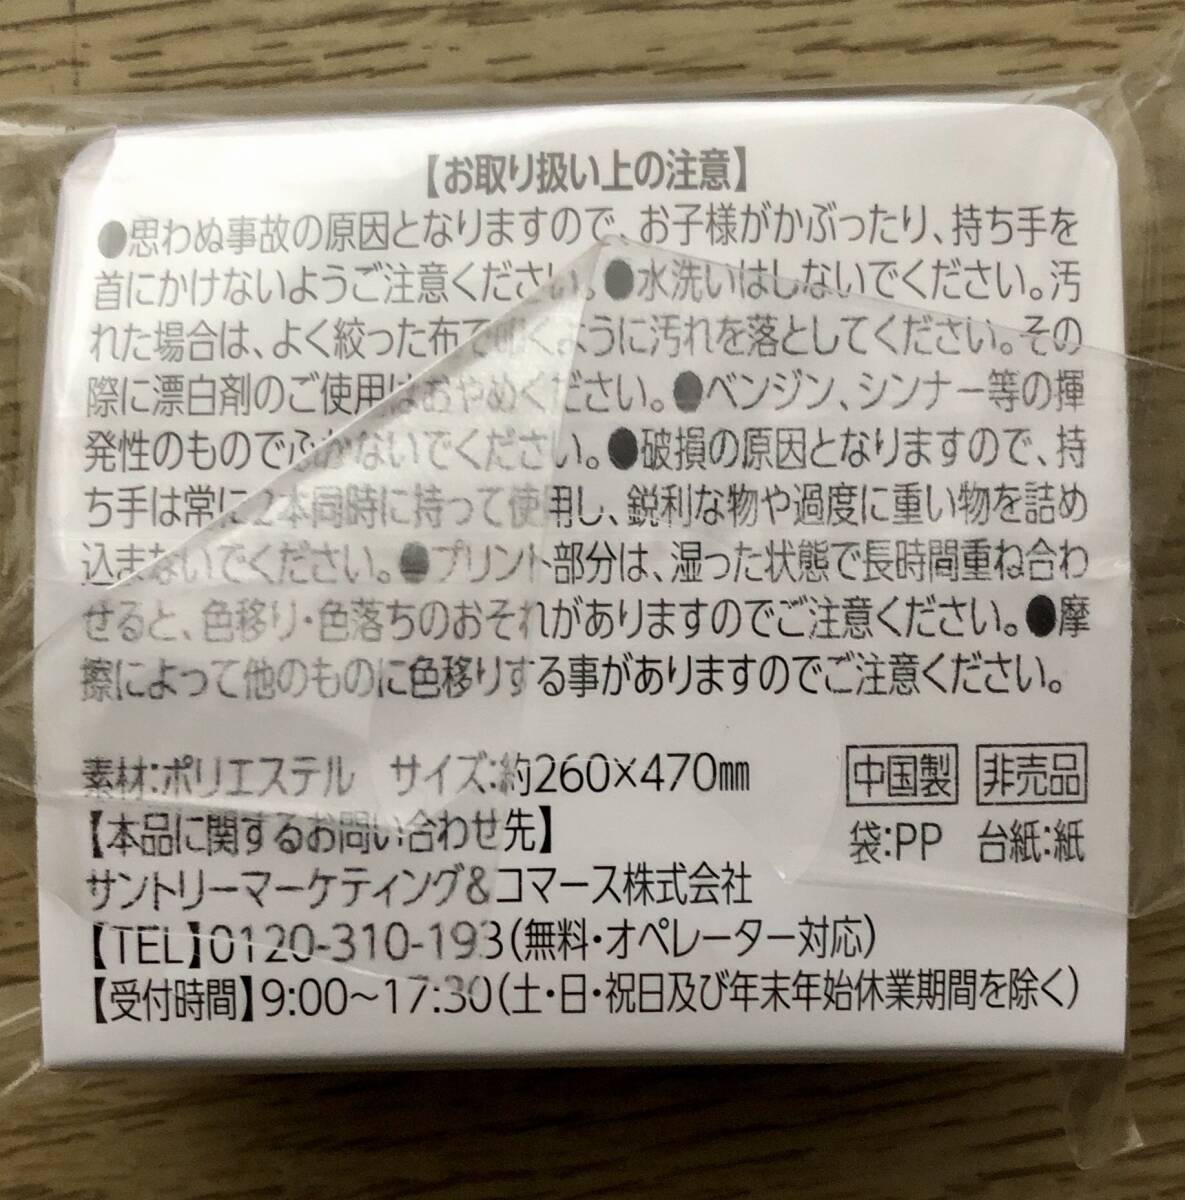 【お取り扱い上の注意】
●思わぬ事故の原因となりますので、お子様がかぶったり、持ち手を
首にかけないようご注意ください。●水洗いはしないでください。汚
れた場合は、よく絞った布で叩くように汚れを落としてください。その
際に漂白剤のご使用はおやめください。●ベンジン、シンナー等の揮
発性のものでふかないでください。●破損の原因となりますので、持
ち手は常に2本同時に持って使用し、鋭利な物や過度に重い物を詰め
込まないでください。●プリント部分は、湿った状態で長時間重ね合わ
せると、色移り・色落ちのおそれがありますのでご注意ください。●摩
擦によって他のものに色移りする事がありますのでご注意ください。
素材:ポリエステル サイズ:約260×470㎜ 中国製 非売品
【本品に関するお問い合わせ先】 袋:PP 台紙:紙
サントリーマーケティング&コマース株式会社
【TEL】0120-310-193(無料・オペレーター対応)
【受付時間】9:00~17:30(土・日・祝日及び年末年始休業期間を除く)